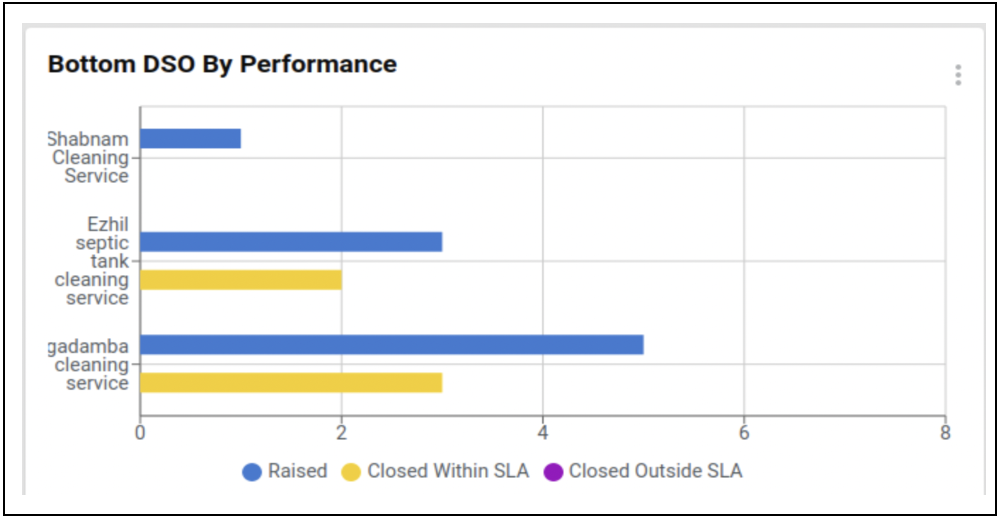 Bottom DSO By Performance
Shabnam
Cleaning
Service
Ezhil
septic
tank
cleaning
service
gadamba
cleaning
service
0 2 4 6 8
Raised Closed Within SLA Closed Outside SLA